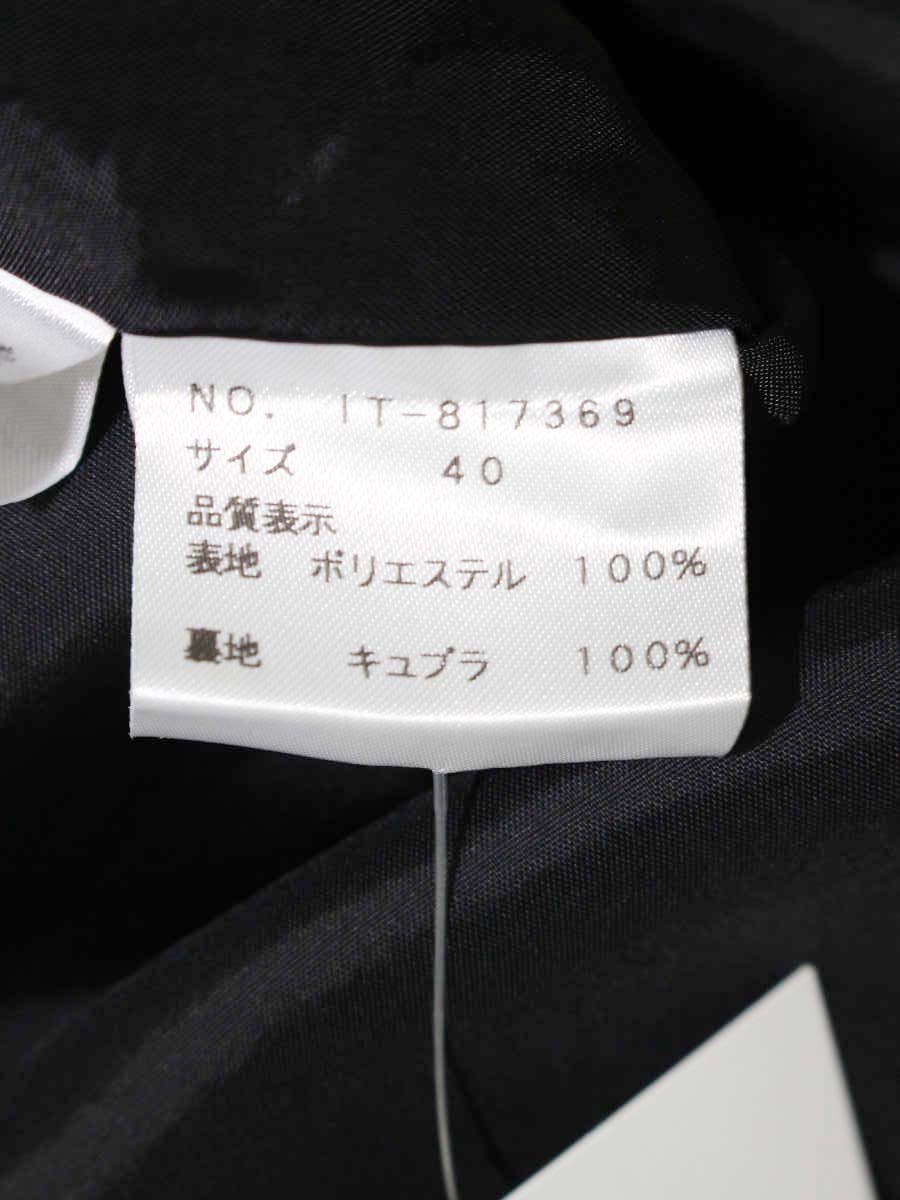 NO. IT-817369
サイズ 40
品質表示
表地 ポリエステル 100%
裏地 キュプラ 100%